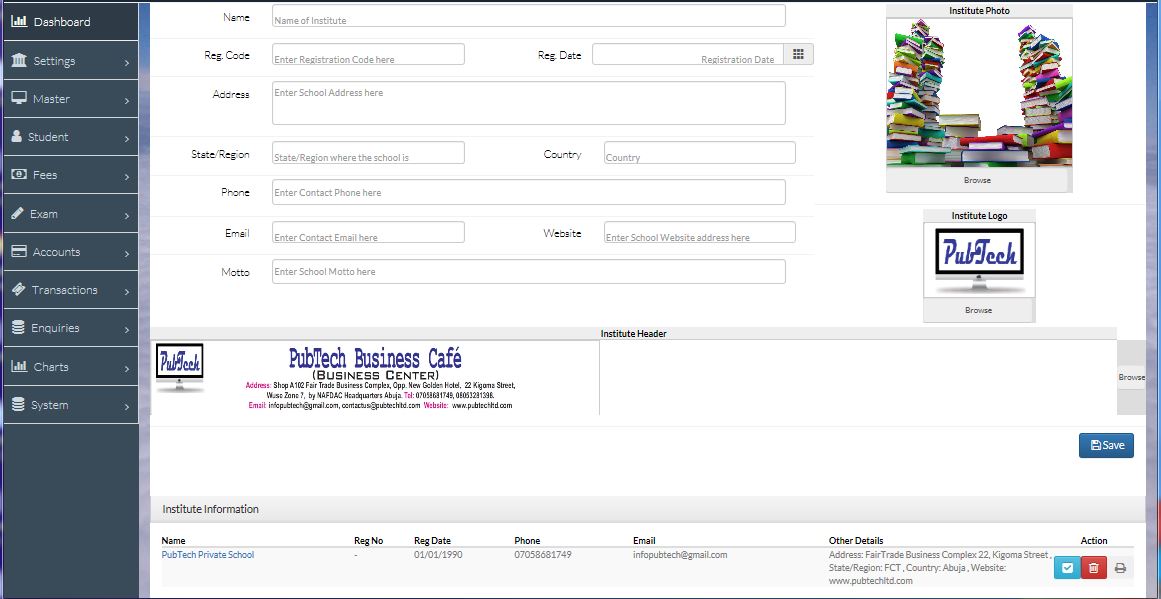 Dashboard
Settings
Master
Student
Fees
Exam
Accounts
Transactions
Enquiries
Charts
System
Name
Name of Institute
Reg. Code
Enter Registration Code here
Reg. Date
Registration Date
Address
Enter School Address here
State/Region
State/Region where the school is
Country
Country
Phone
Enter Contact Phone here
Email
Enter Contact Email here
Website
Enter School Website address here
Motto
Enter School Motto here
Institute Photo
Browse
Institute Logo
PubTech
Browse
Institute Header
PubTech
PubTech Business Café
(BUSINESS CENTER)
Address: Shop A102 Fair Trade Business Complex, Opp. New Golden Hotel, 22 Kigoma Street,
Wuse Zone 7, by NAFDAC Headquarters Abuja. Tel: 07058681749, 08053281398.
Email: infopubtech@gmail.com, contactus@pubtechltd.com Website: www.pubtechltd.com
Browse
Save
Institute Information
Name Reg No Reg Date Phone Email Other Details Action
PubTech Private School - 01/01/1990 07058681749 infopubtech@gmail.com Address: FairTrade Business Complex 22, Kigoma Street ,
State/Region: FCT , Country: Abuja , Website:
www.pubtechltd.com